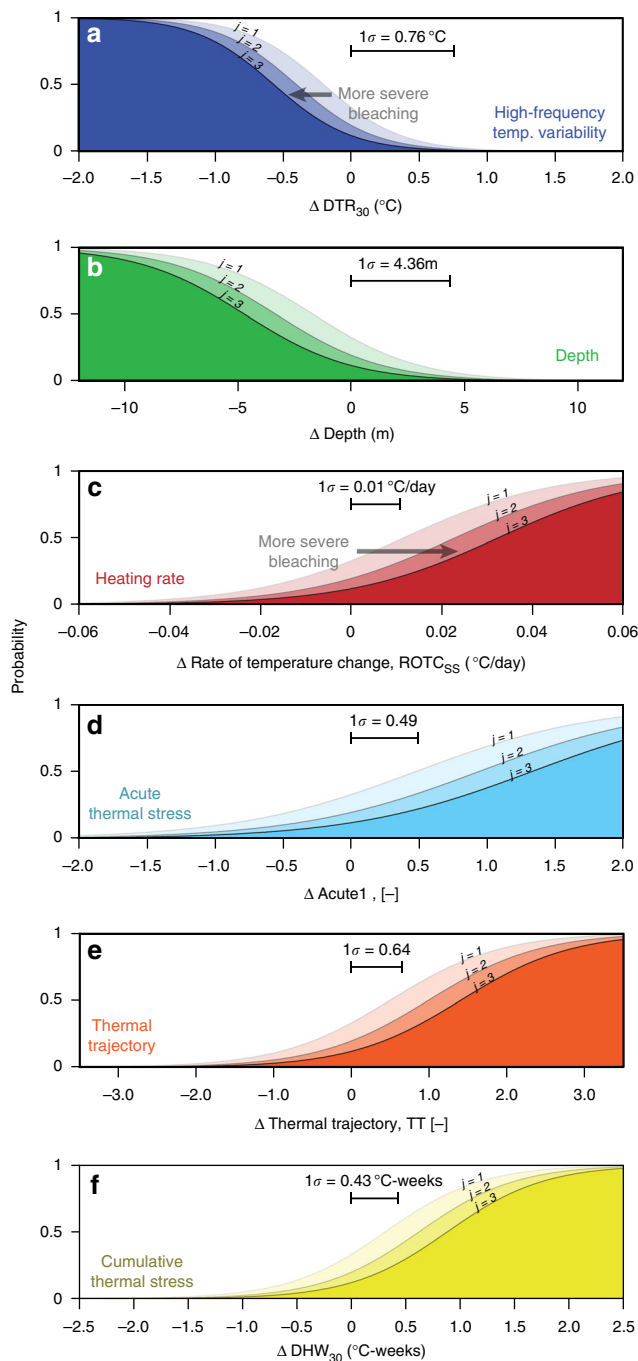 a
j = 1
j = 2
j = 3
1σ = 0.76 °C
More severe
bleaching
High-frequency
temp. variability
1
0.5
0
–2.0 –1.5 –1.0 –0.5 0 0.5 1.0 1.5 2.0
Δ DTR30 (°C)
b
j = 1
j = 2
j = 3
1σ = 4.36m
Depth
1
0.5
0
–10 –5 0 5 10
Δ Depth (m)
c
1σ = 0.01 °C/day
j = 1
j = 2
j = 3
More severe
bleaching
Heating rate
1
0.5
0
–0.06 –0.04 –0.02 0 0.02 0.04 0.06
Δ Rate of temperature change, ROTCSS (°C/day)
Probability
d
1σ = 0.49
j = 1
j = 2
j = 3
Acute
thermal stress
1
0.5
0
–2.0 –1.5 –1.0 –0.5 0 0.5 1.0 1.5 2.0
Δ Acute1 , [–]
e
1σ = 0.64
j = 1
j = 2
j = 3
Thermal
trajectory
1
0.5
0
–3.0 –2.0 –1.0 0 1.0 2.0 3.0
Δ Thermal trajectory, TT [–]
f
1σ = 0.43 °C-weeks
j = 1
j = 2
j = 3
Cumulative
thermal stress
1
0.5
0
–2.5 –2.0 –1.5 –1.0 –0.5 0 0.5 1.0 1.5 2.0 2.5
Δ DHW30 (°C-weeks)